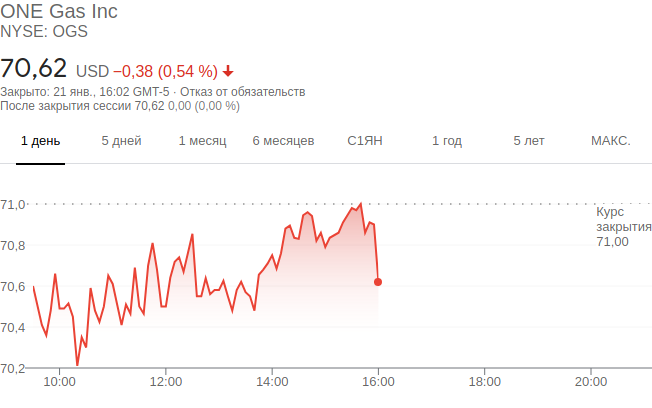 ONE Gas Inc
NYSE: OGS
70,62 USD −0,38 (0,54 %)
Закрыто: 21 янв., 16:02 GMT-5 · Отказ от обязательств
После закрытия сессии 70,62 0,00 (0,00 %)
1 день 5 дней 1 месяц 6 месяцев С1ЯН 1 год 5 лет МАКС.
71,0
Курс
закрытия
71,00
70,8
70,6
70,4
70,2
10:00 12:00 14:00 16:00 18:00 20:00